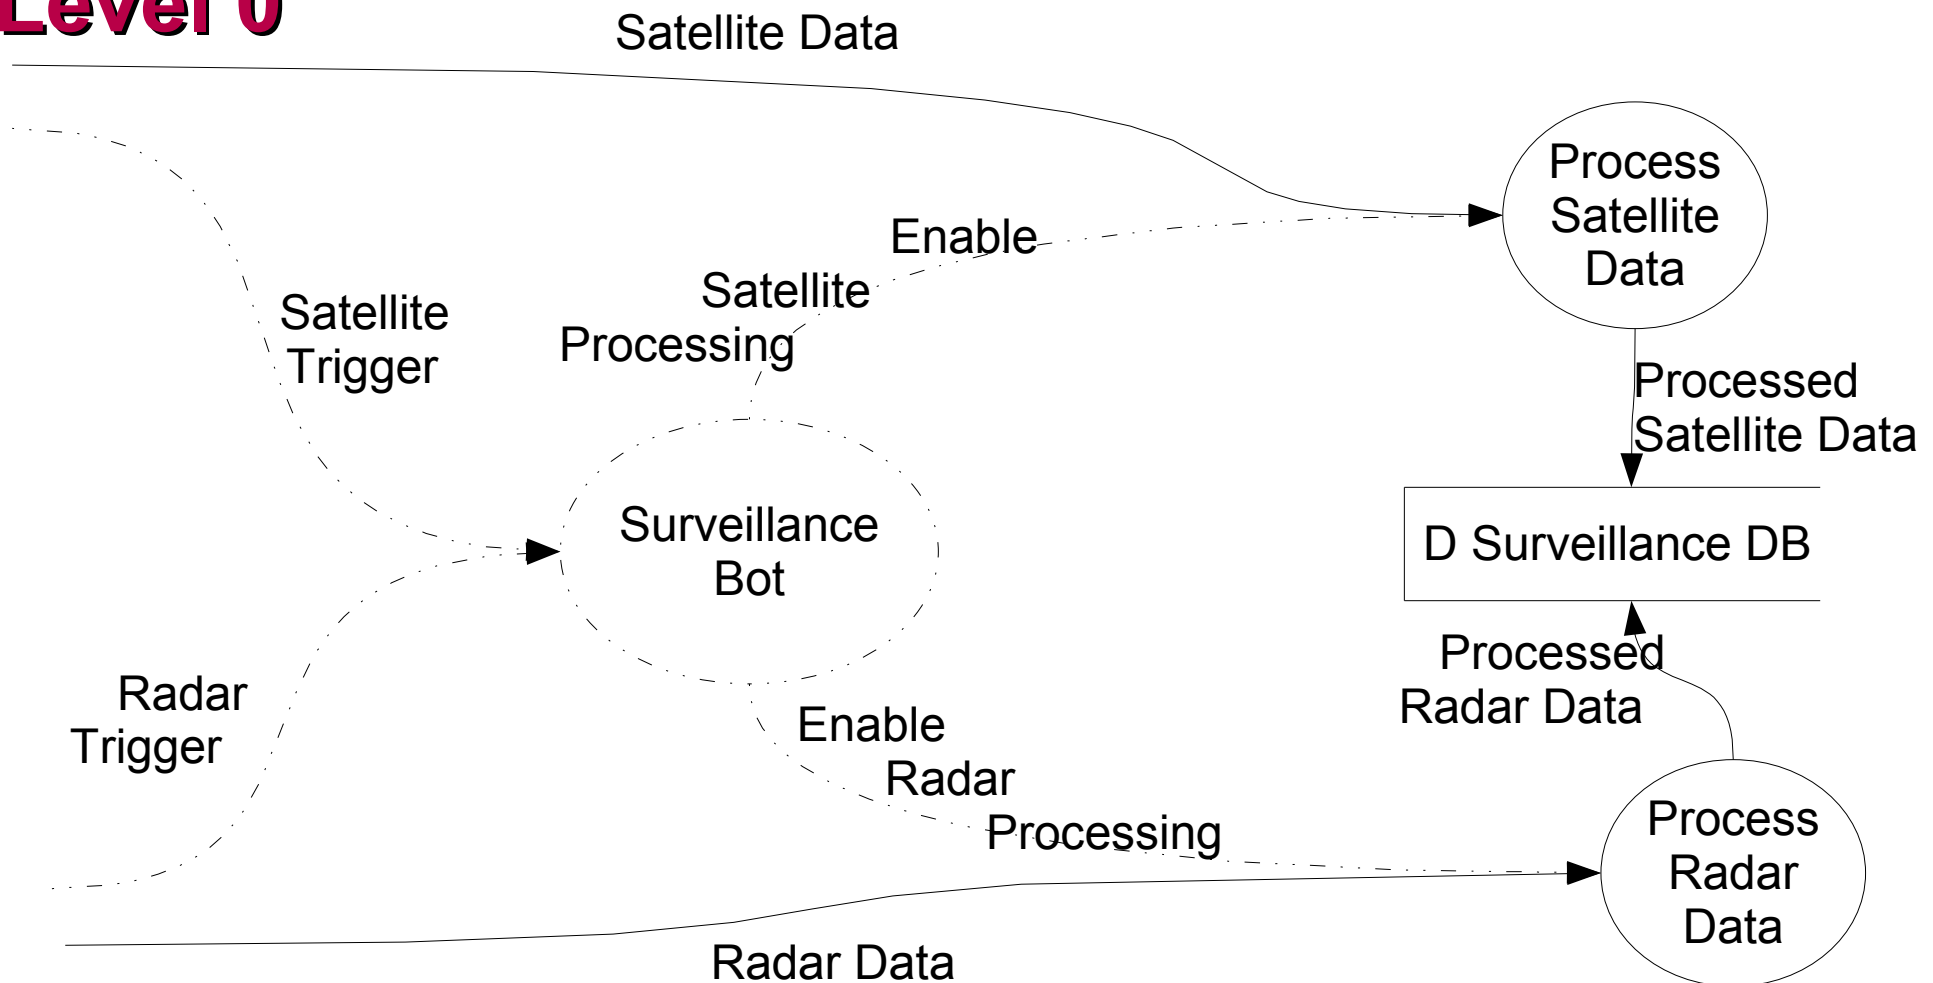 Level 0
Satellite Data
Process
Satellite
Data
Enable
Satellite
Processing
Satellite
Trigger
Processed
Satellite Data
Surveillance
Bot
D Surveillance DB
Processed
Radar Data
Radar
Trigger
Enable
Radar
Processing
Process
Radar
Data
Radar Data